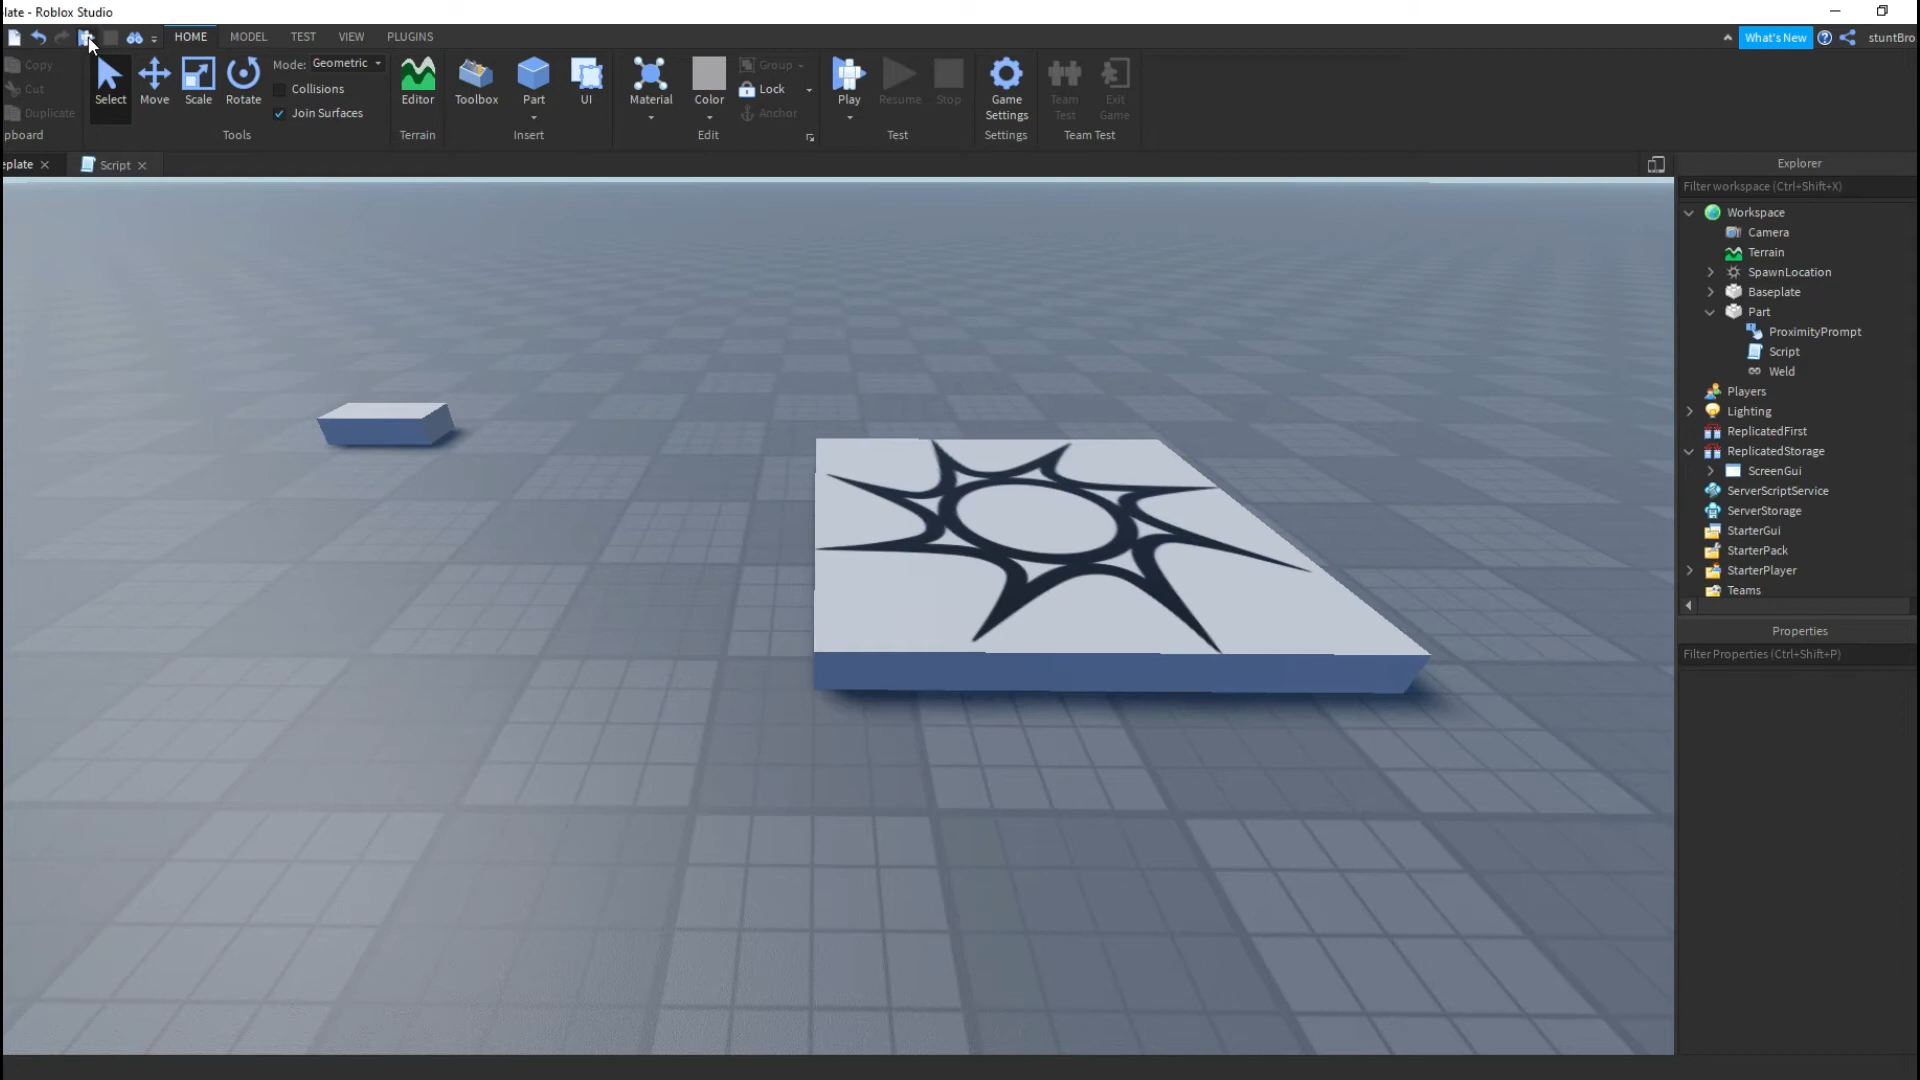 late - Roblox Studio
HOME MODEL TEST VIEW PLUGINS
What's New stuntBro
Copy
Cut
Duplicate
pboard
Select Move Scale Rotate
Mode: Geometric
Collisions
Join Surfaces
Tools
Editor
Terrain
Toolbox Part UI
Insert
Material Color
Group
Lock
Anchor
Edit
Play Resume Stop
Test
Game Settings
Settings
Team Test
Exit Game
Team Test
eplate
Script
Explorer
Filter workspace (Ctrl+Shift+X)
Workspace
Camera
Terrain
SpawnLocation
Baseplate
Part
ProximityPrompt
Script
Weld
Players
Lighting
ReplicatedFirst
ReplicatedStorage
ScreenGui
ServerScriptService
ServerStorage
StarterGui
StarterPack
StarterPlayer
Teams
Properties
Filter Properties (Ctrl+Shift+P)